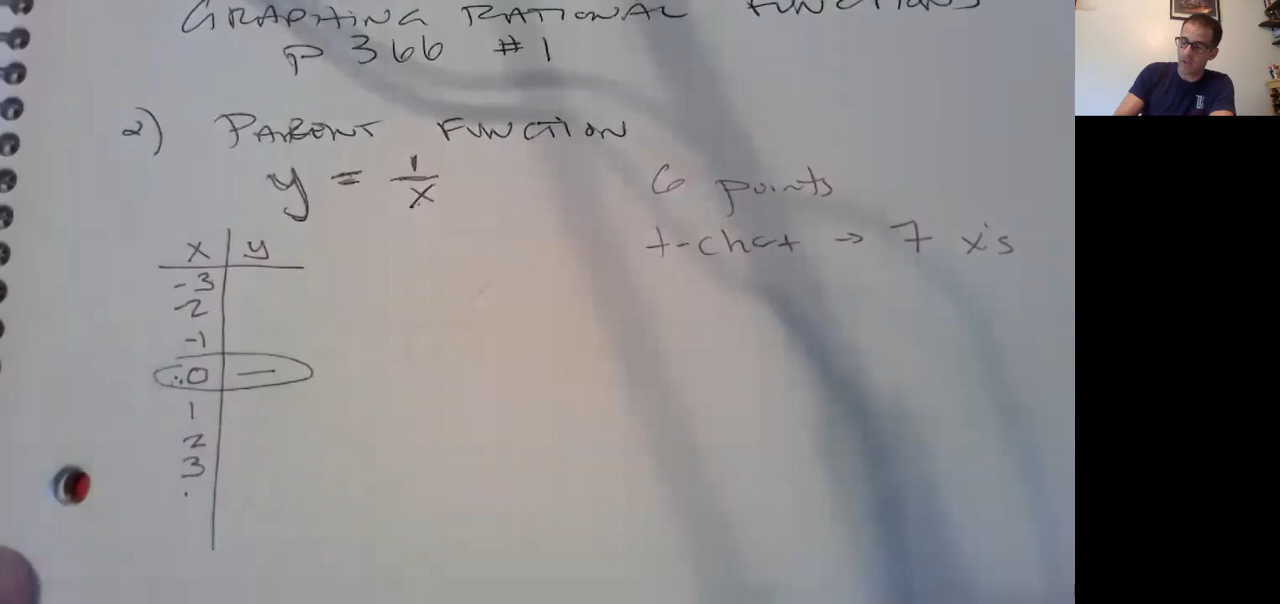 GRAPHING RATIONAL FUNCTIONS
P 366 #1
2) PARENT FUNCTION
y = 1/x
6 points
t-chat → 7 x's
x y
-3
-2
-1
0 —
1
2
3